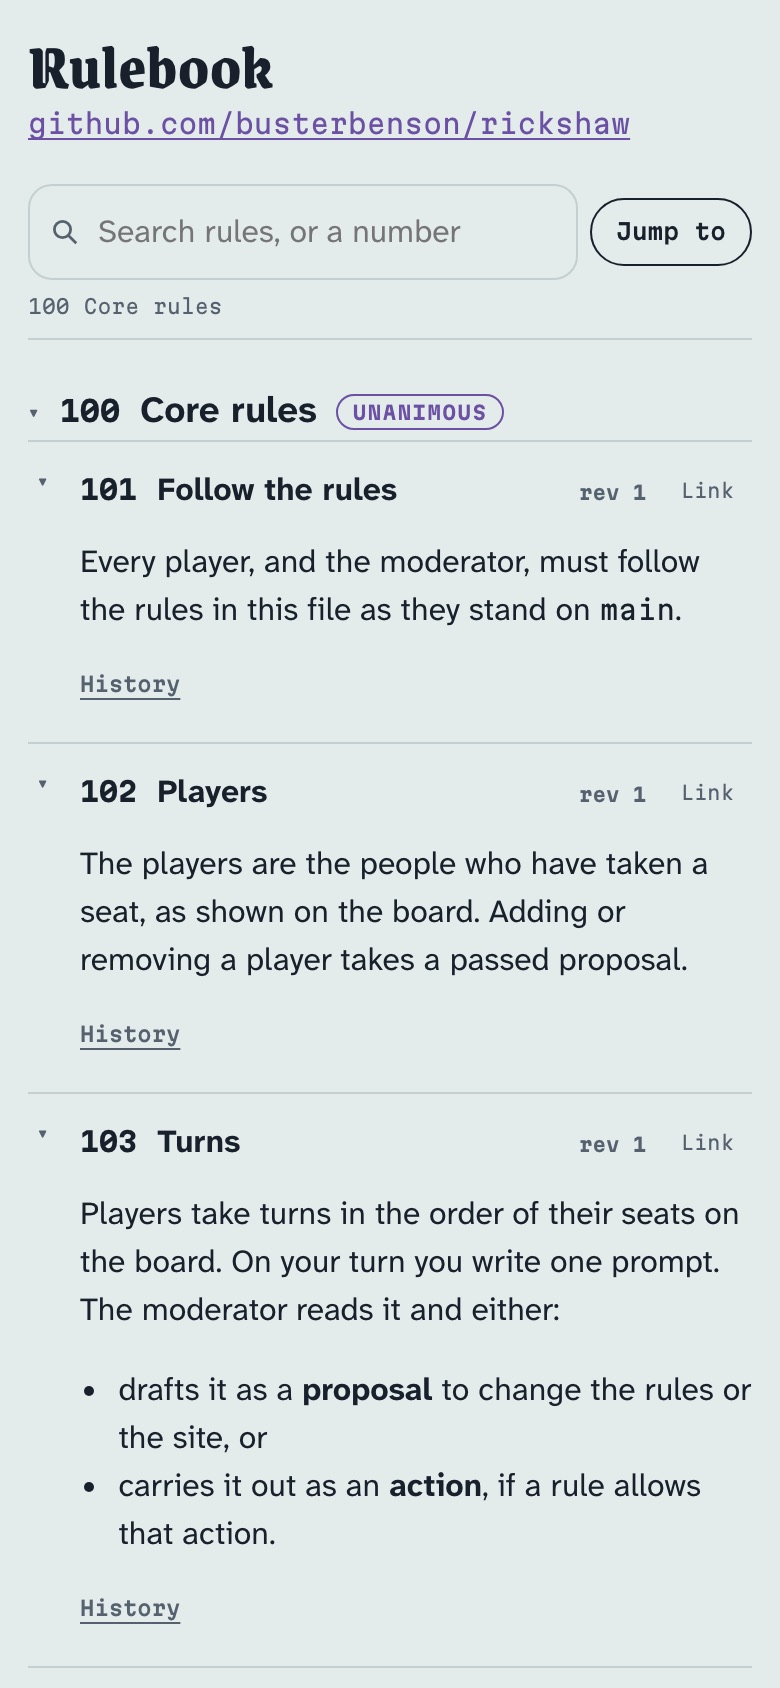 Rulebook
github.com/busterbenson/rickshaw
Search rules, or a number
Jump to
100 Core rules
100 Core rules UNANIMOUS
101 Follow the rules rev 1 Link
Every player, and the moderator, must follow
the rules in this file as they stand on main.
History
102 Players rev 1 Link
The players are the people who have taken a
seat, as shown on the board. Adding or
removing a player takes a passed proposal.
History
103 Turns rev 1 Link
Players take turns in the order of their seats on
the board. On your turn you write one prompt.
The moderator reads it and either:
• drafts it as a proposal to change the rules or
the site, or
• carries it out as an action, if a rule allows
that action.
History